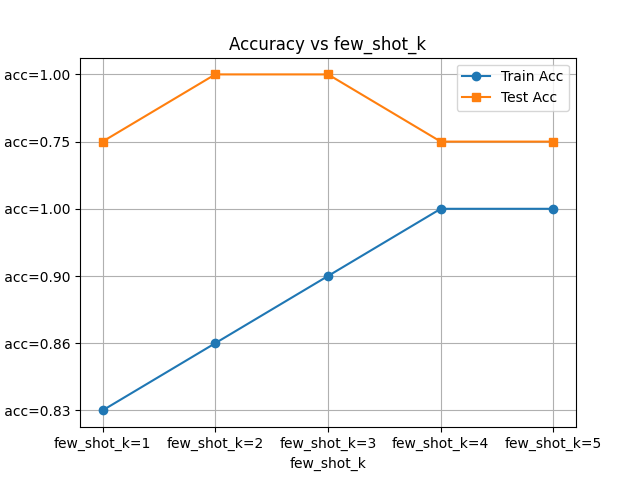 Accuracy vs few_shot_k
Train Acc
Test Acc
acc=1.00
acc=0.75
acc=1.00
acc=0.90
acc=0.86
acc=0.83
few_shot_k=1
few_shot_k=2
few_shot_k=3
few_shot_k=4
few_shot_k=5
few_shot_k